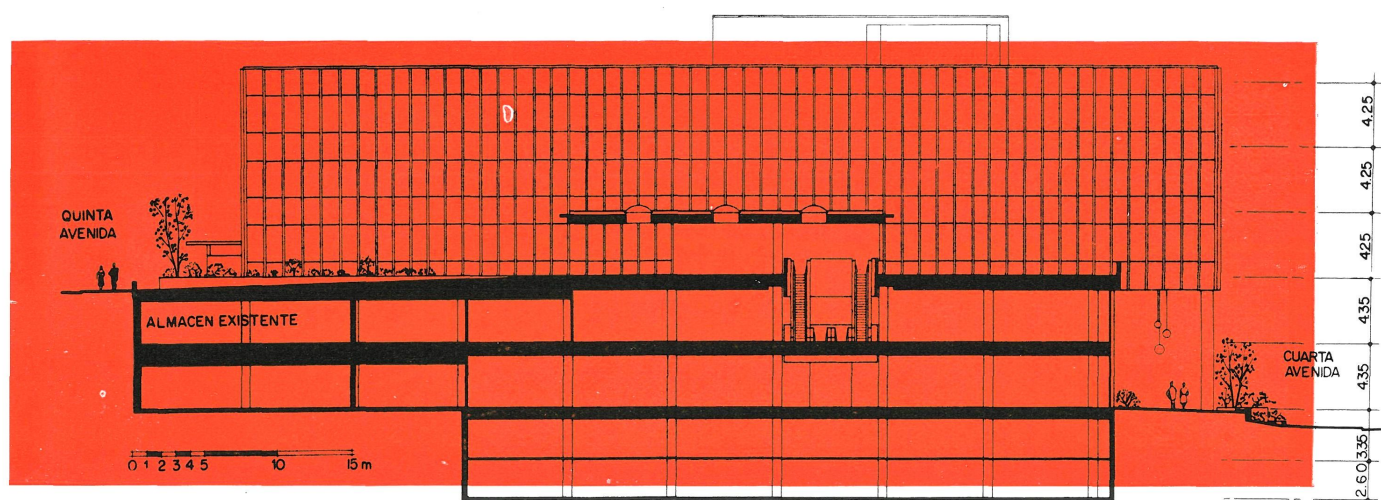 D
QUINTA
AVENIDA
ALMACEN EXISTENTE
CUARTA
AVENIDA
4.25
4.25
4.25
4.35
4.35
3.35
2.60
0 1 2 3 4 5 10 15 m